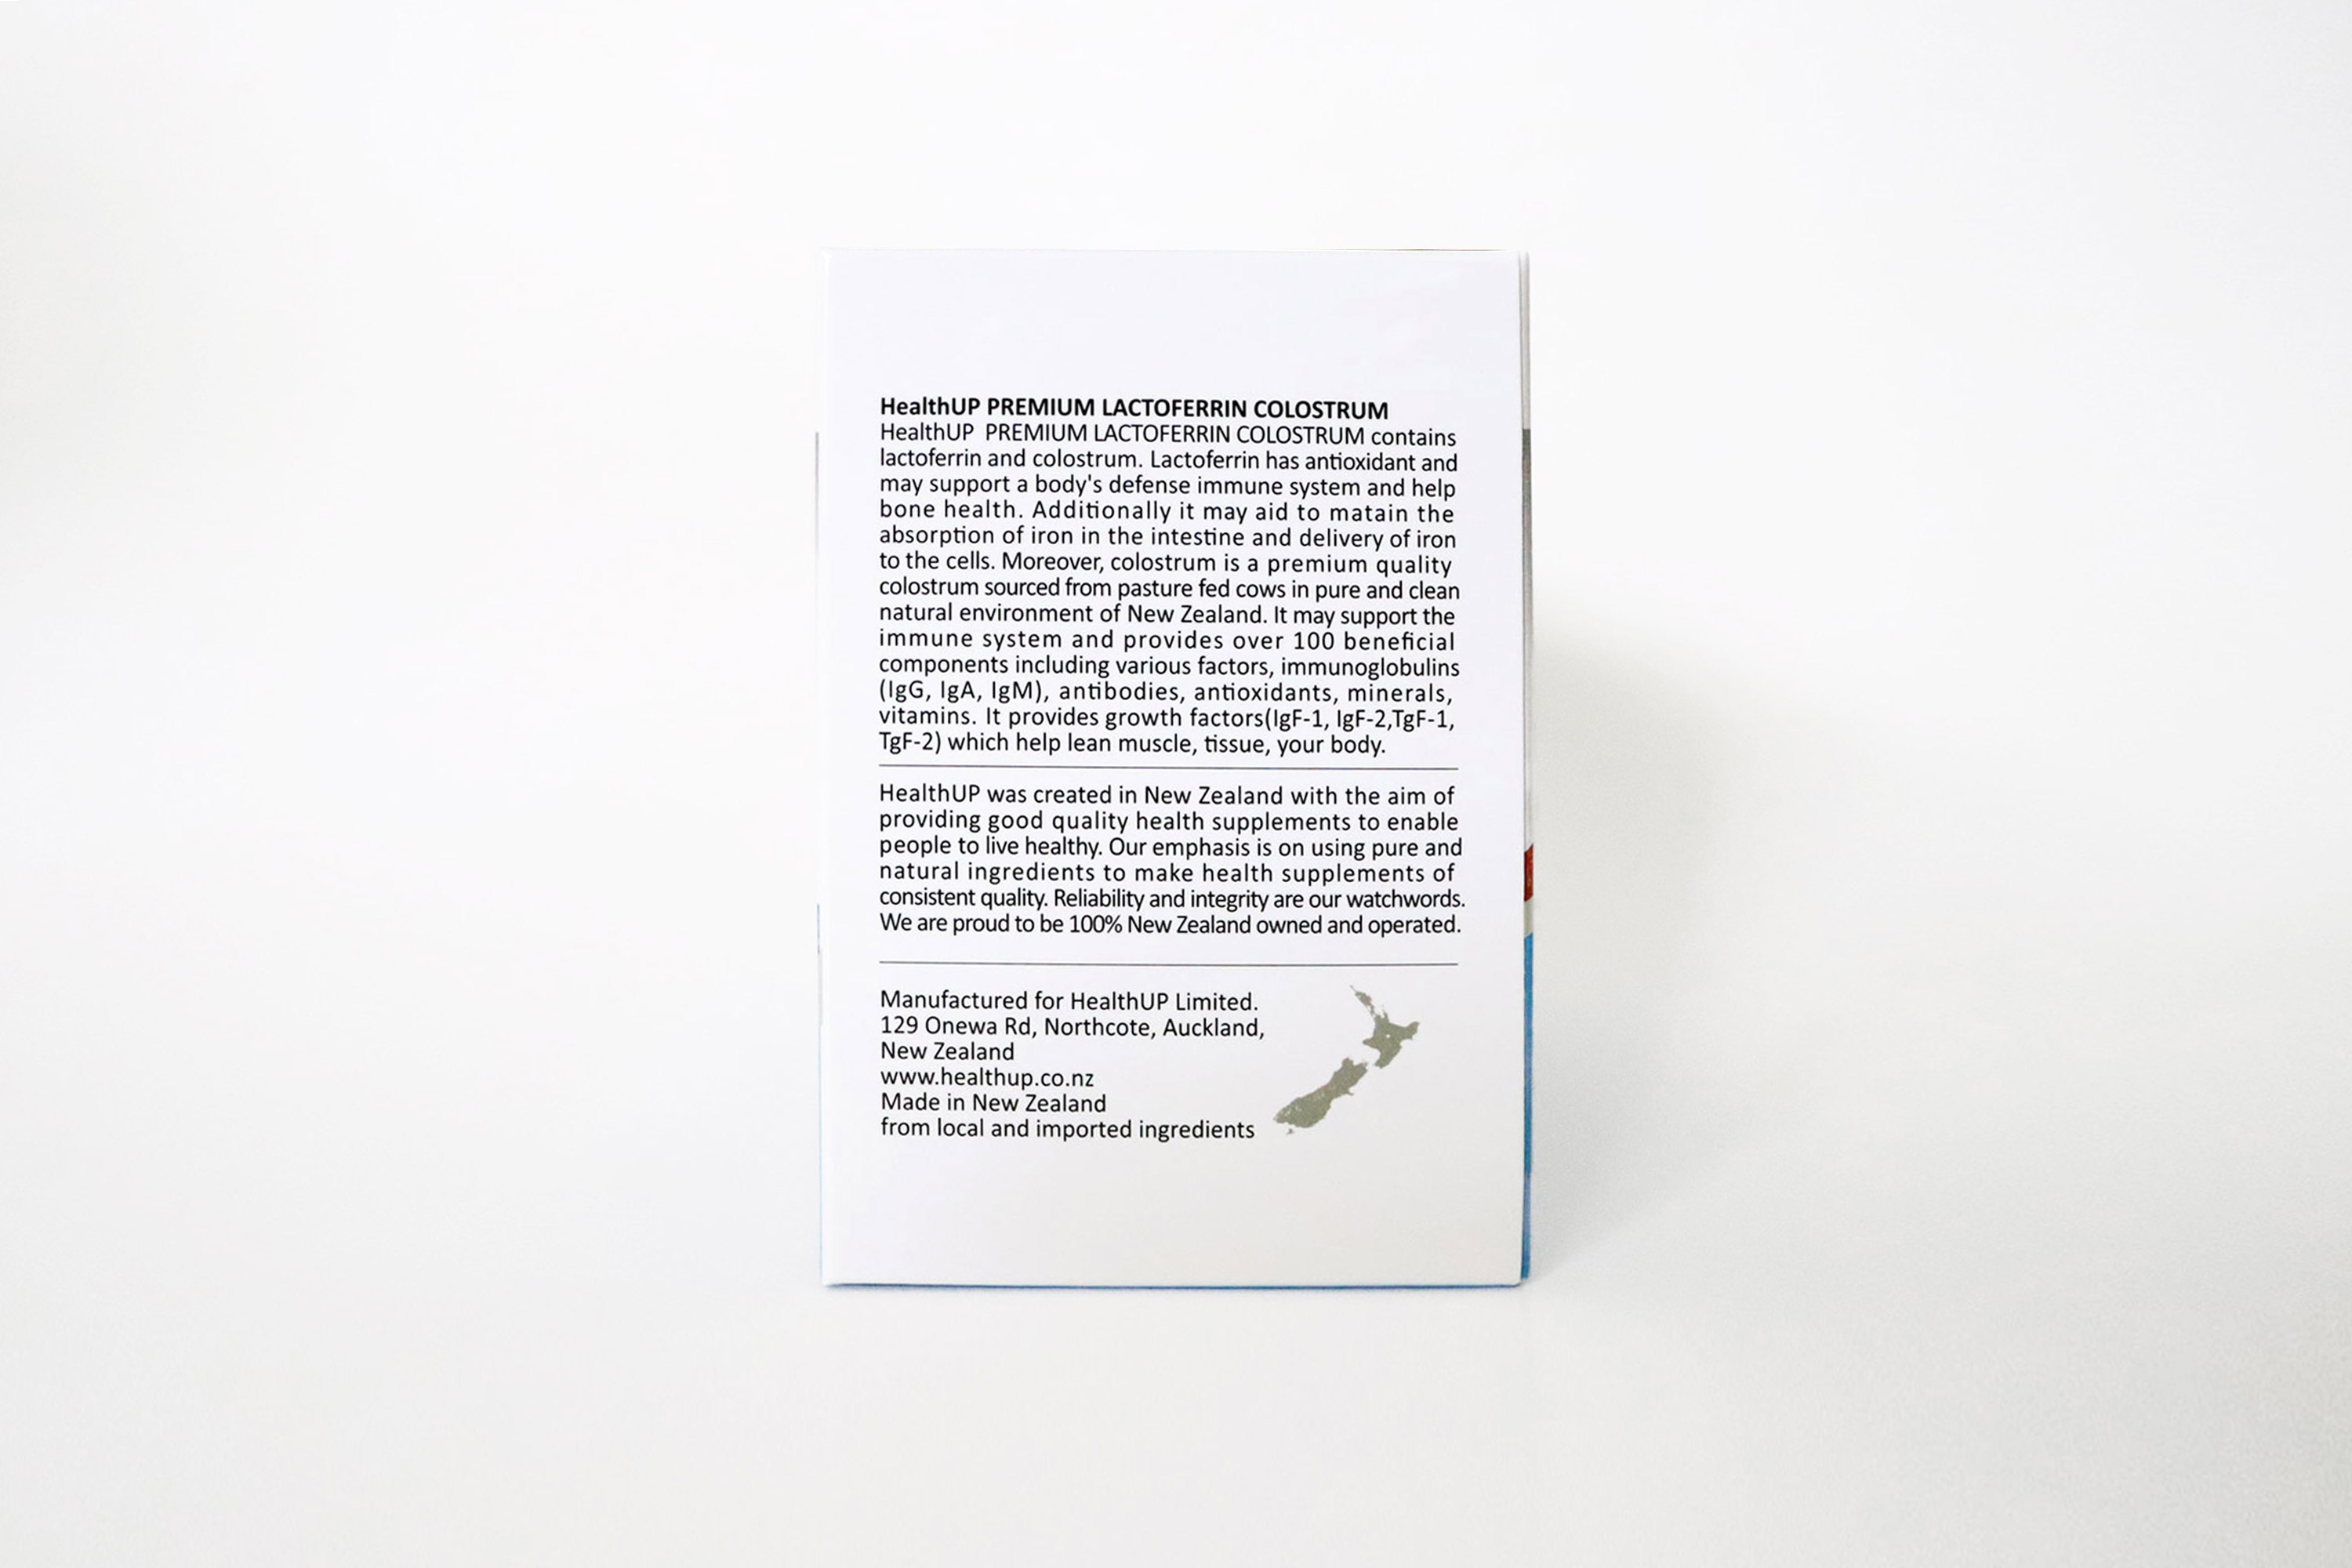 HealthUP PREMIUM LACTOFERRIN COLOSTRUM
HealthUP PREMIUM LACTOFERRIN COLOSTRUM contains
lactoferrin and colostrum. Lactoferrin has antioxidant and
may support a body's defense immune system and help
bone health. Additionally it may aid to matain the
absorption of iron in the intestine and delivery of iron
to the cells. Moreover, colostrum is a premium quality
colostrum sourced from pasture fed cows in pure and clean
natural environment of New Zealand. It may support the
immune system and provides over 100 beneficial
components including various factors, immunoglobulins
(IgG, IgA, IgM), antibodies, antioxidants, minerals,
vitamins. It provides growth factors(IgF-1, IgF-2,TgF-1,
TgF-2) which help lean muscle, tissue, your body.
HealthUP was created in New Zealand with the aim of
providing good quality health supplements to enable
people to live healthy. Our emphasis is on using pure and
natural ingredients to make health supplements of
consistent quality. Reliability and integrity are our watchwords.
We are proud to be 100% New Zealand owned and operated.
Manufactured for HealthUP Limited.
129 Onewa Rd, Northcote, Auckland,
New Zealand
www.healthup.co.nz
Made in New Zealand
from local and imported ingredients